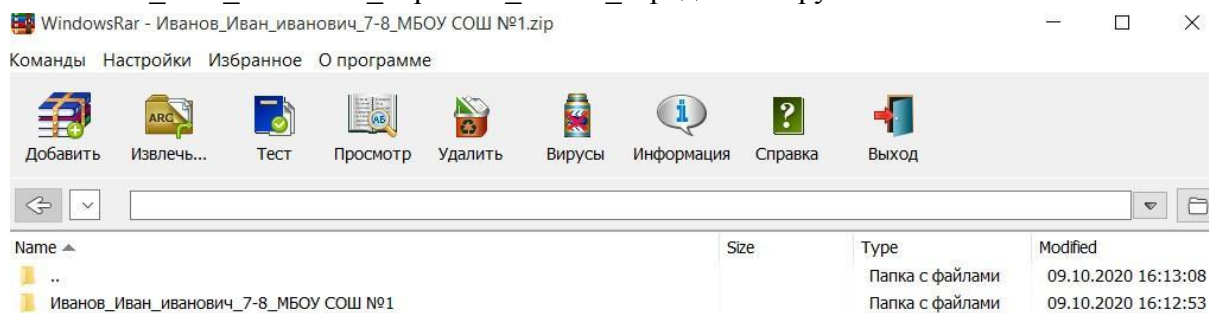 WindowsRar - Иванов_Иван_иванович_7-8_МБОУ СОШ №1.zip
Команды Настройки Избранное О программе
ARC АБ i ?
Добавить Извлечь... Тест Просмотр Удалить Вирусы Информация Справка Выход
Name Size Type Modified
.. Папка с файлами 09.10.2020 16:13:08
Иванов_Иван_иванович_7-8_МБОУ СОШ №1 Папка с файлами 09.10.2020 16:12:53